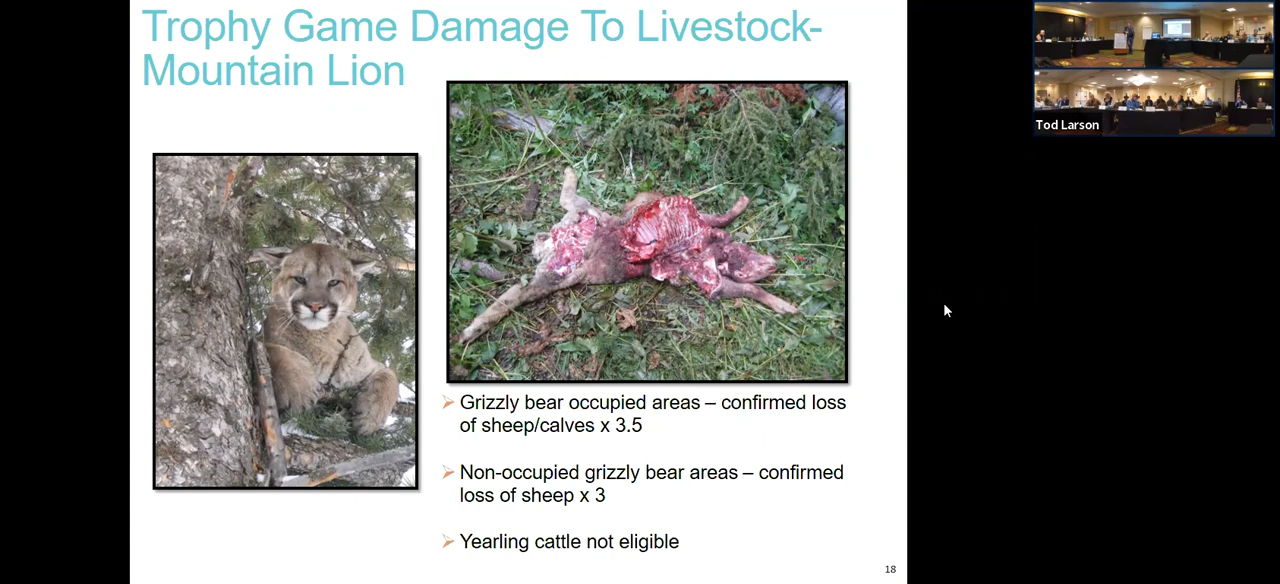 Trophy Game Damage To Livestock-
Mountain Lion
Tod Larson
➢ Grizzly bear occupied areas – confirmed loss
of sheep/calves x 3.5
➢ Non-occupied grizzly bear areas – confirmed
loss of sheep x 3
➢ Yearling cattle not eligible
18